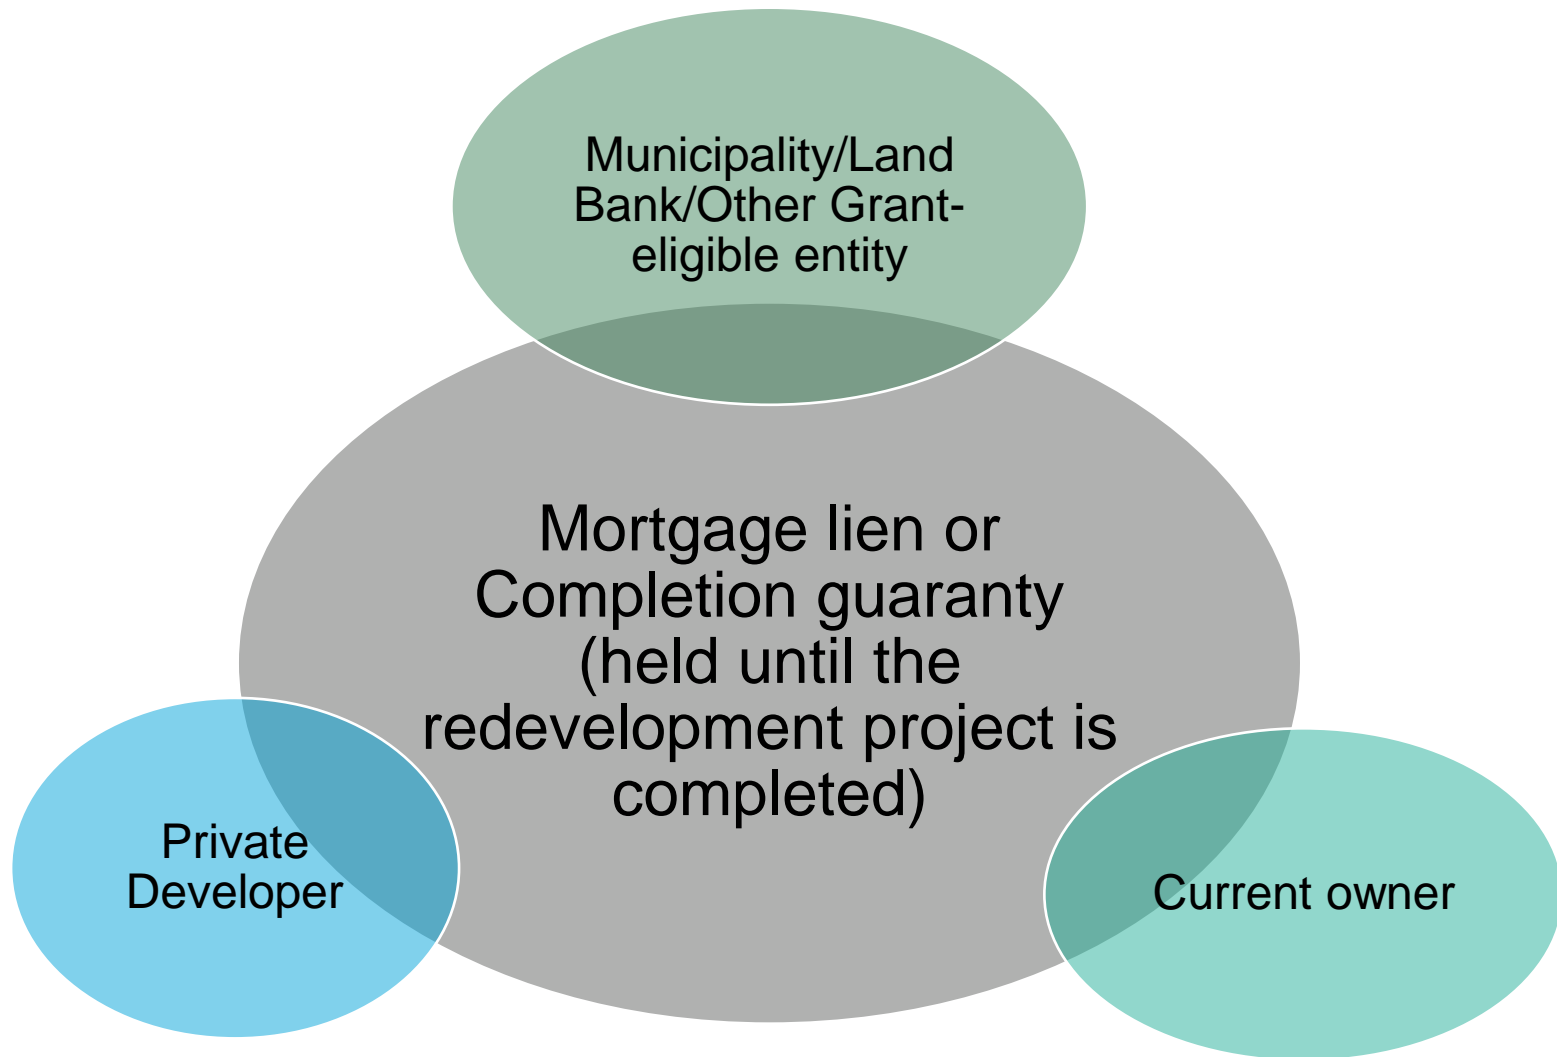 Municipality/Land
Bank/Other Grant-
eligible entity
Mortgage lien or
Completion guaranty
(held until the
redevelopment project is
completed)
Private
Developer
Current owner